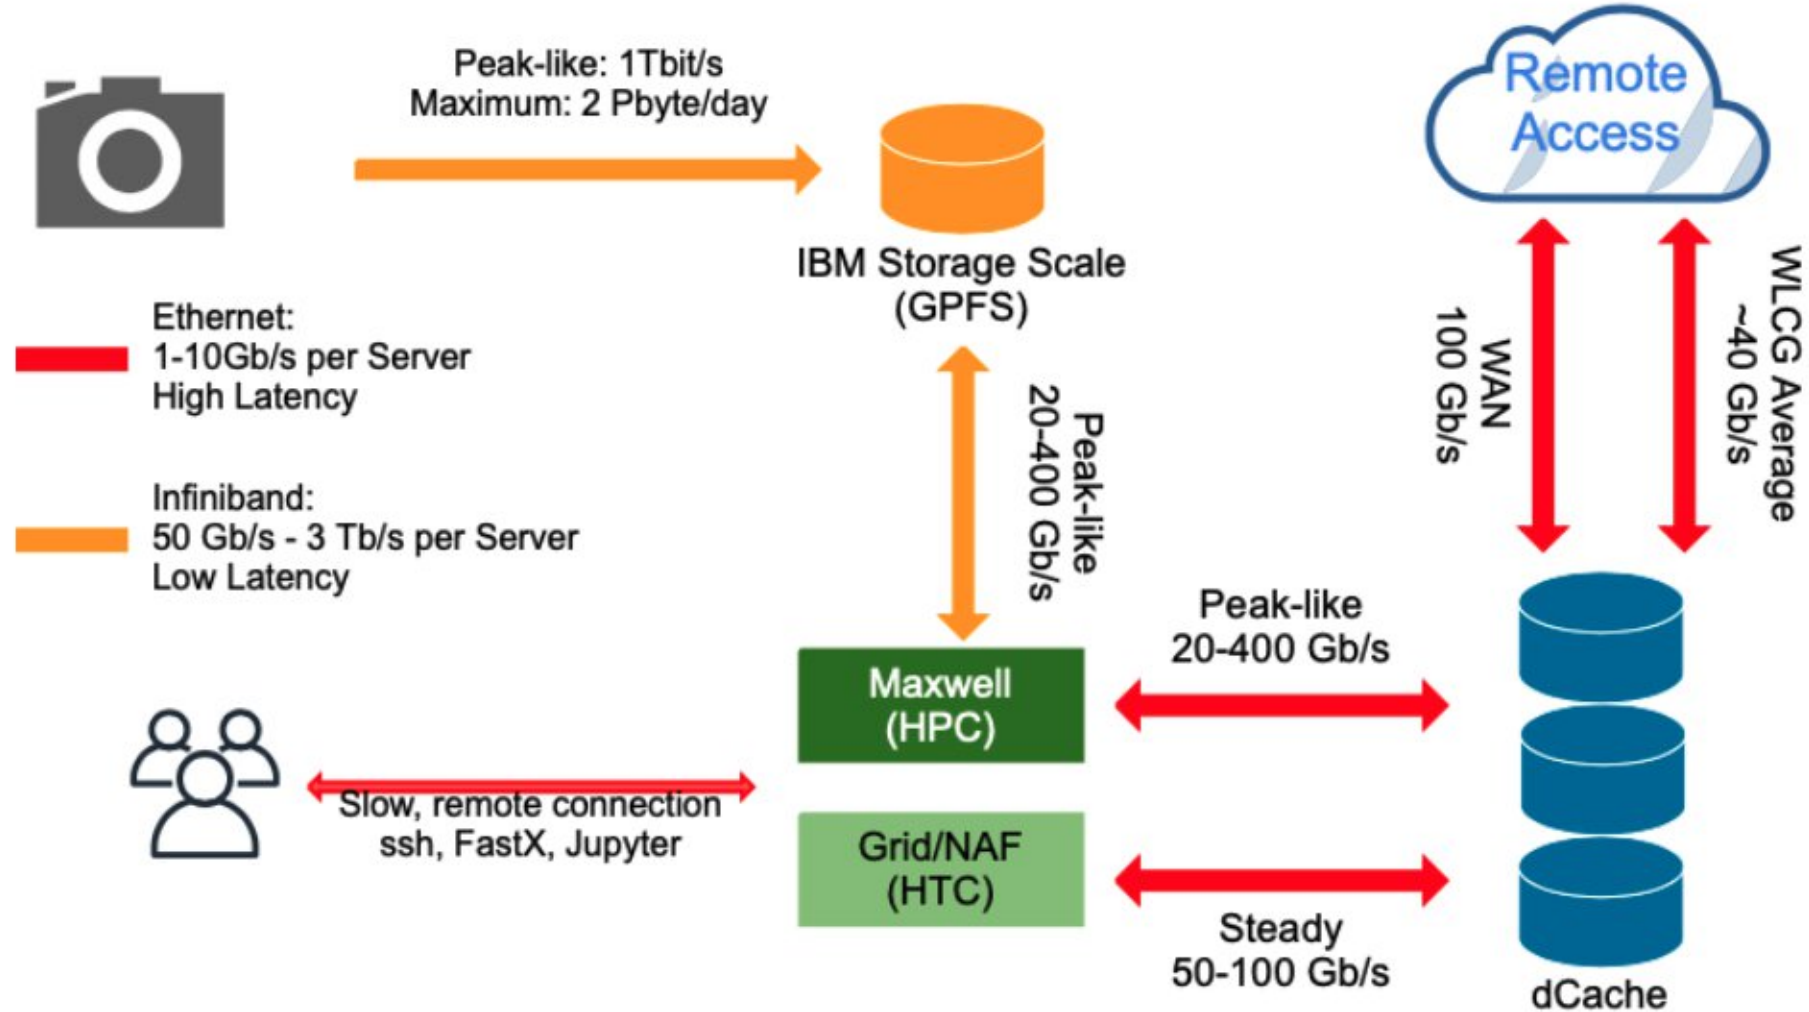 Peak-like: 1Tbit/s
Maximum: 2 Pbyte/day
Remote
Access
IBM Storage Scale
(GPFS)
Ethernet:
1-10Gb/s per Server
High Latency
Infiniband:
50 Gb/s - 3 Tb/s per Server
Low Latency
Peak-like
20-400 Gb/s
WAN
100 Gb/s
WLCG Average
~40 Gb/s
Maxwell
(HPC)
Peak-like
20-400 Gb/s
Slow, remote connection
ssh, FastX, Jupyter
Grid/NAF
(HTC)
Steady
50-100 Gb/s
dCache